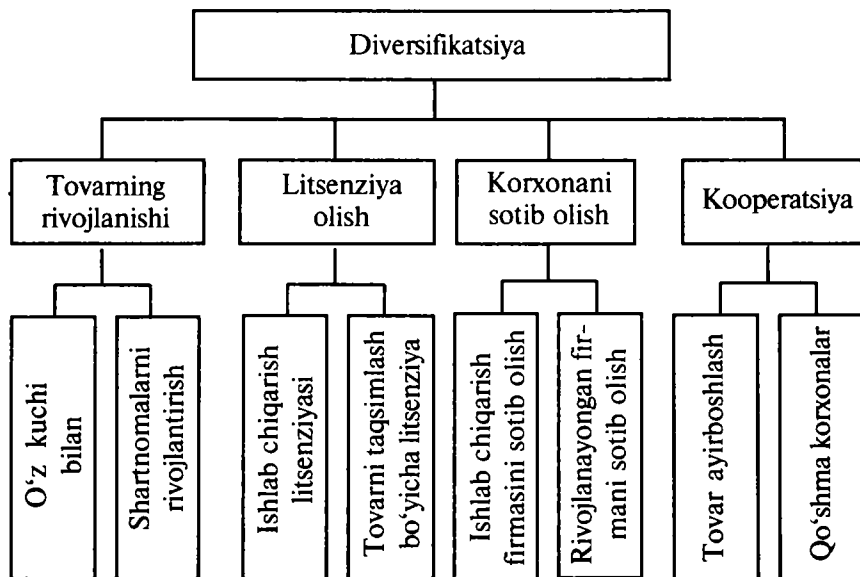 Diversifikatsiya
Tovarning
rivojlanishi
Litsenziya
olish
Korxonani
sotib olish
Kooperatsiya
O‘z kuchi
bilan
Shartnomalarni
rivojlantirish
Ishlab chiqarish
litsenziyasi
Tovarni taqsimlash
bo‘yicha litsenziya
Ishlab chiqarish
firmasini sotib olish
Rivojlanayongan fir-
mani sotib olish
Tovar ayirboshlash
Qo‘shma korxonalar